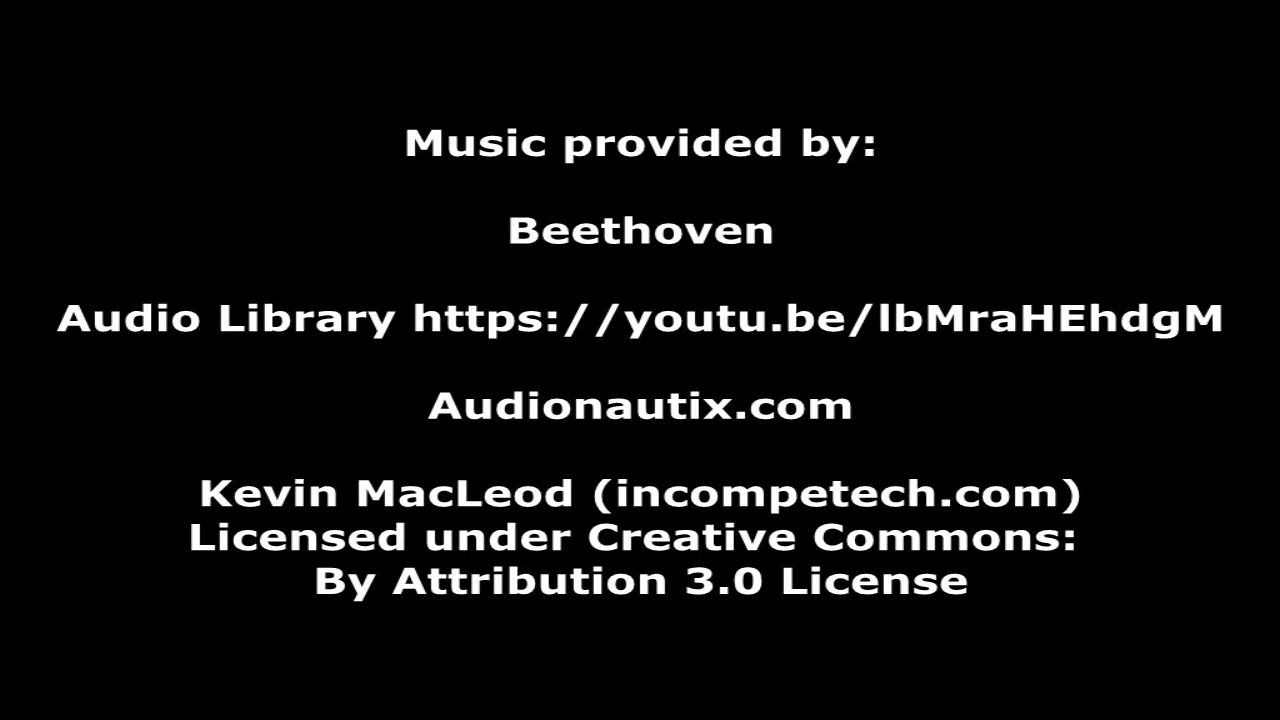 Music provided by:
Beethoven
Audio Library https://youtu.be/lbMraHEhdgM
Audionautix.com
Kevin MacLeod (incompetech.com)
Licensed under Creative Commons:
By Attribution 3.0 License